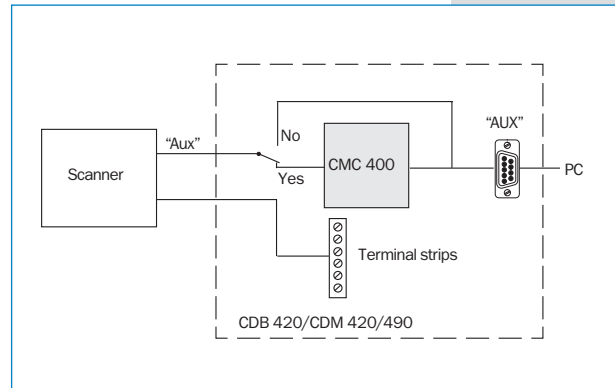 “AUX”
“Aux”
No
Yes
CMC 400
Scanner
PC
Terminal strips
CDB 420/CDM 420/490